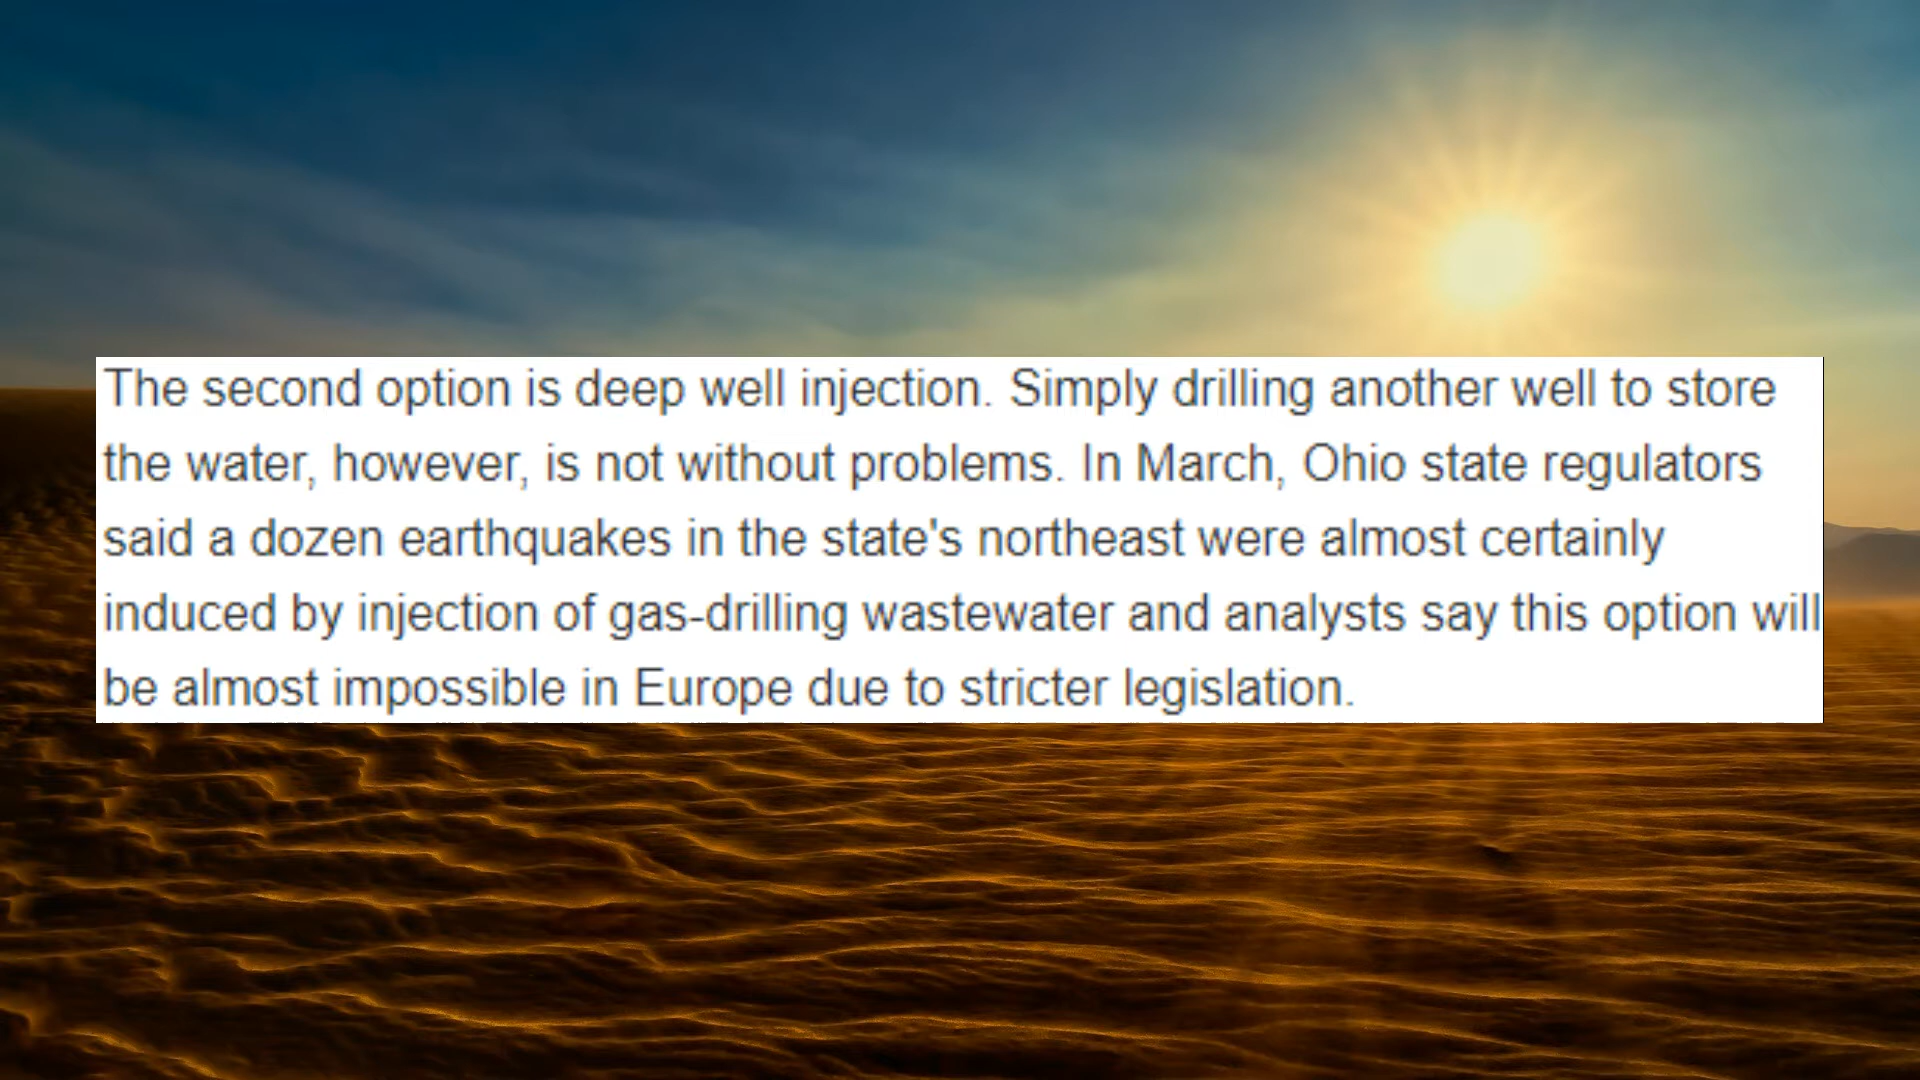 The second option is deep well injection. Simply drilling another well to store
the water, however, is not without problems. In March, Ohio state regulators
said a dozen earthquakes in the state's northeast were almost certainly
induced by injection of gas-drilling wastewater and analysts say this option will
be almost impossible in Europe due to stricter legislation.